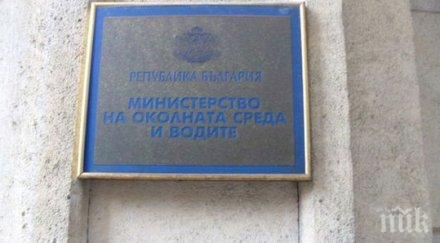 РЕПУБЛИКА БЪЛГАРИЯ
МИНИСТЕРСТВО
НА ОКОЛНАТА СРЕДА
И ВОДИТЕ
пик